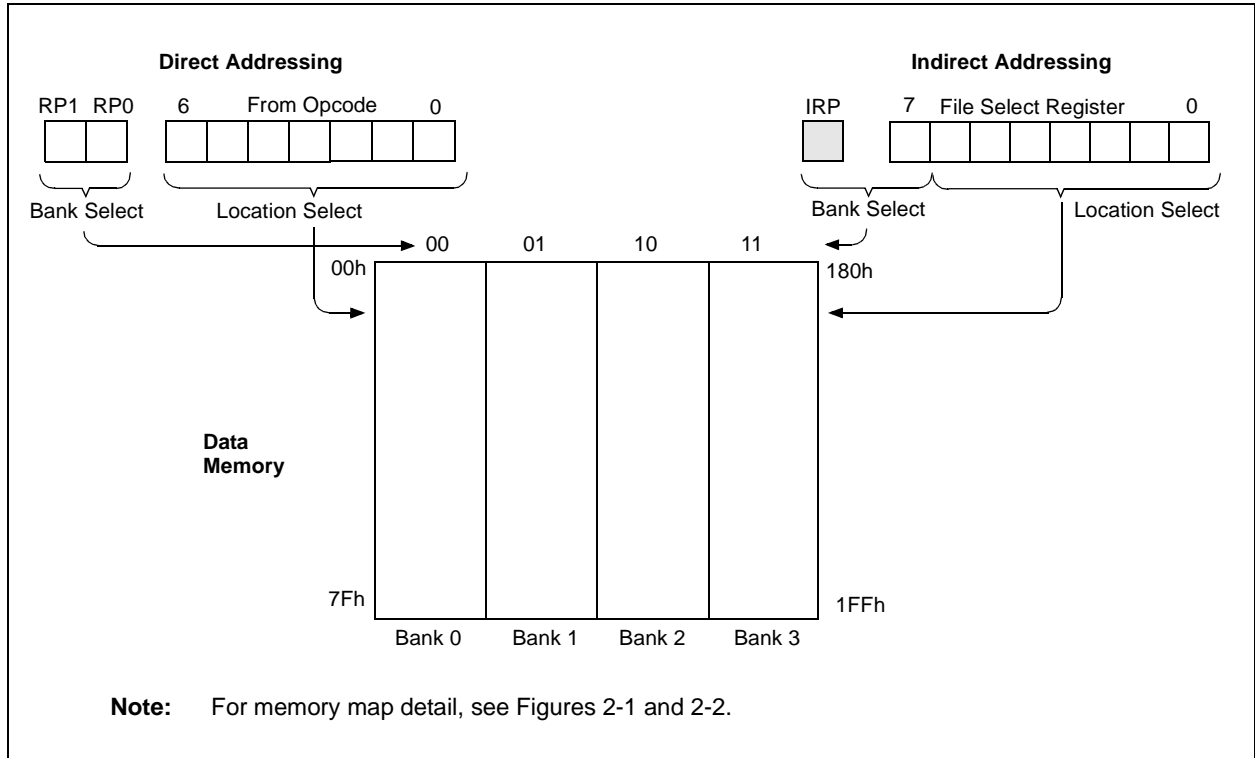 Direct Addressing
Indirect Addressing
RP1 RP0 6 From Opcode 0
IRP 7 File Select Register 0
Bank Select Location Select
Bank Select Location Select
00 01 10 11
00h
180h
Data
Memory
7Fh
1FFh
Bank 0 Bank 1 Bank 2 Bank 3
Note: For memory map detail, see Figures 2-1 and 2-2.